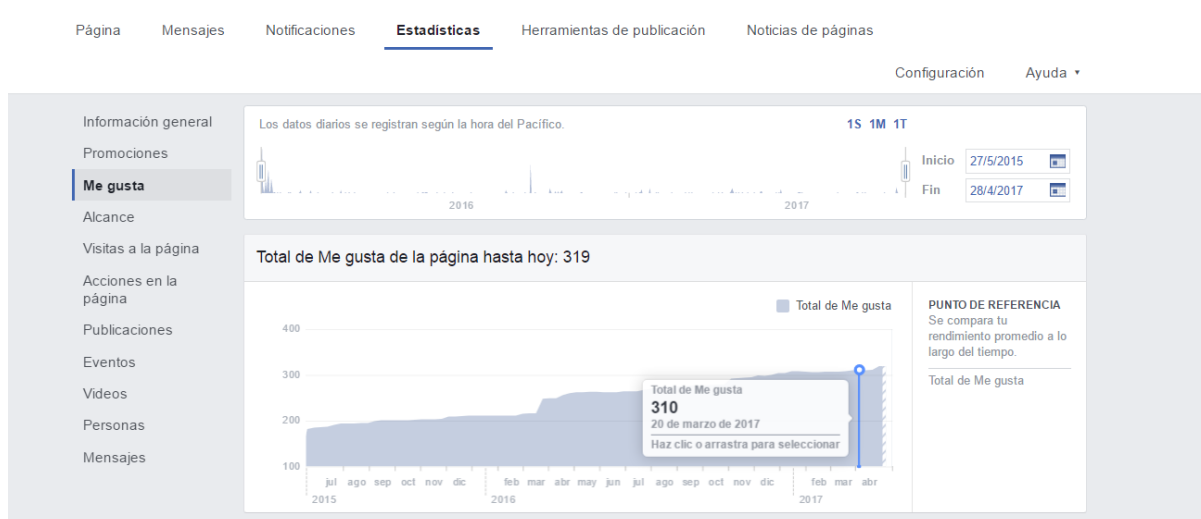 Página Mensajes Notificaciones Estadísticas Herramientas de publicación Noticias de páginas
Configuración Ayuda
Información general
Promociones
Me gusta
Alcance
Visitas a la página
Acciones en la
página
Publicaciones
Eventos
Videos
Personas
Mensajes
Los datos diarios se registran según la hora del Pacífico.
1S 1M 1T
Inicio 27/5/2015
Fin 28/4/2017
2016 2017
Total de Me gusta de la página hasta hoy: 319
Total de Me gusta
400
300
200
100
Total de Me gusta
310
20 de marzo de 2017
Haz clic o arrastra para seleccionar
jul ago sep oct nov dic feb mar abr may jun jul ago sep oct nov dic feb mar abr
2015 2016 2017
PUNTO DE REFERENCIA
Se compara tu
rendimiento promedio a lo
largo del tiempo.
Total de Me gusta